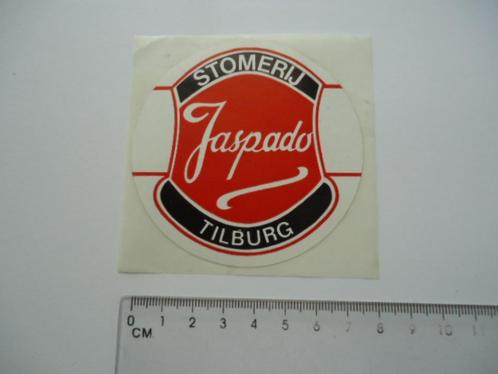 STOMERIJ
Jaspado
TILBURG
0 1 2 3 4 5 6 7 8 9 10 11
CM